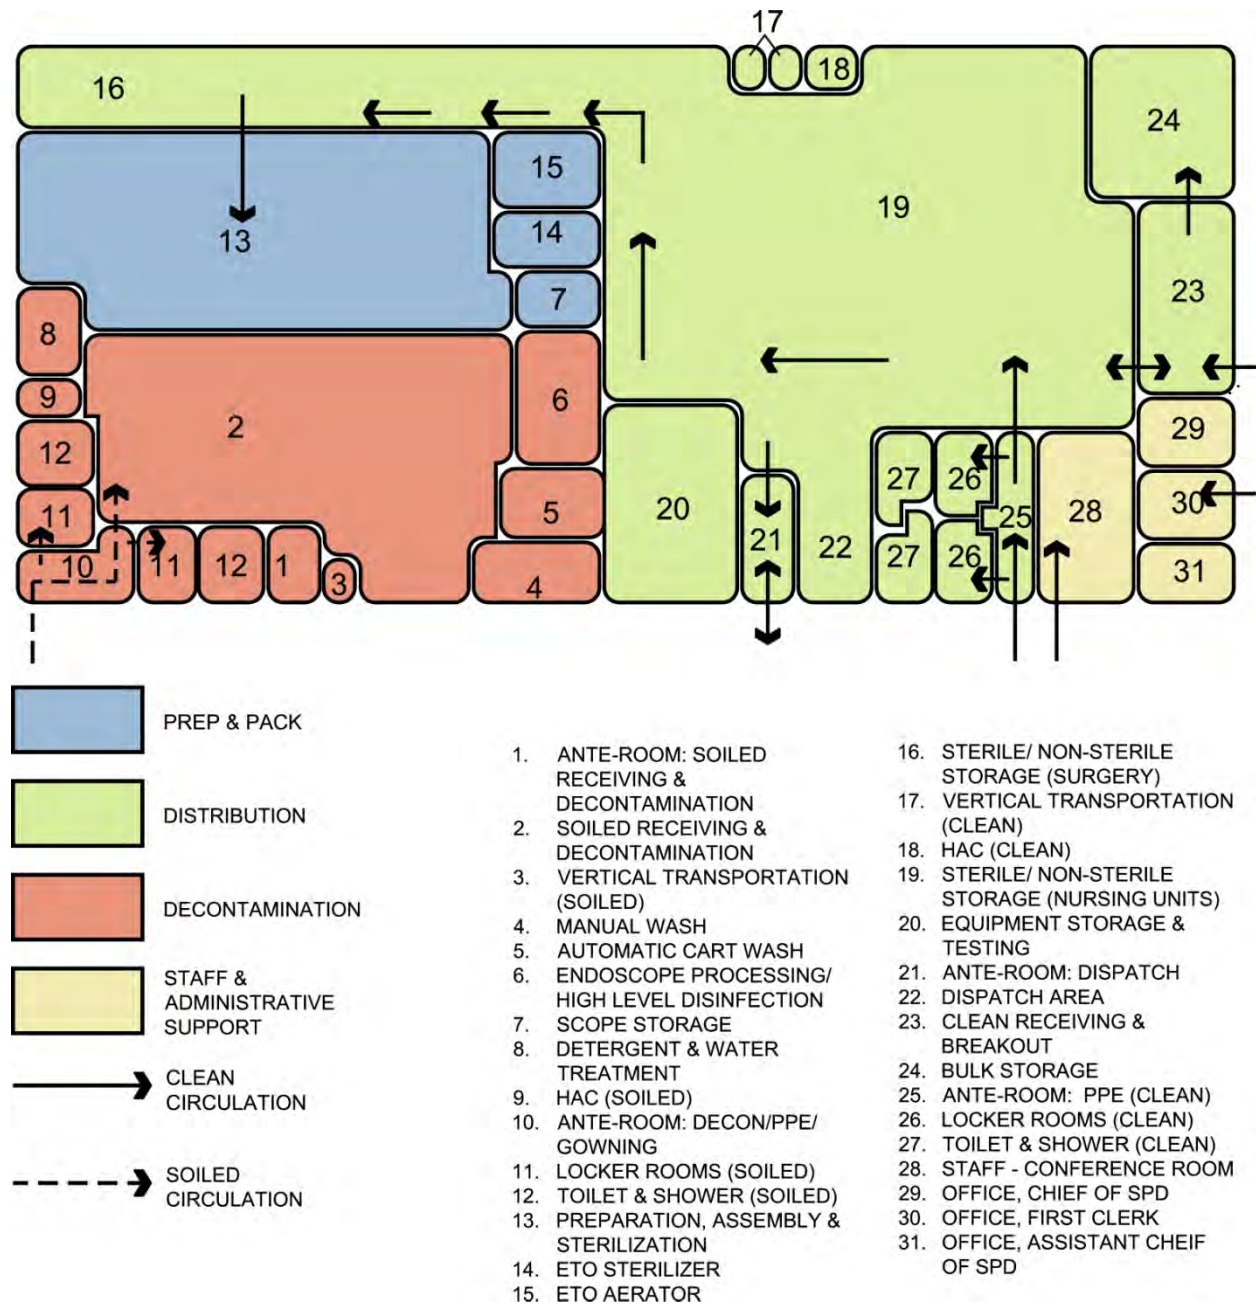 17
16
18
24
15
19
14
13
7
23
8
6
9
2
29
12
27
26
5
20
30
11
25
28
21
22
10
11
12
1
3
4
27
26
31
PREP & PACK
DISTRIBUTION
DECONTAMINATION
STAFF &
ADMINISTRATIVE
SUPPORT
CLEAN
CIRCULATION
SOILED
CIRCULATION
1. ANTE-ROOM: SOILED
RECEIVING &
DECONTAMINATION
2. SOILED RECEIVING &
DECONTAMINATION
3. VERTICAL TRANSPORTATION
(SOILED)
4. MANUAL WASH
5. AUTOMATIC CART WASH
6. ENDOSCOPE PROCESSING/
HIGH LEVEL DISINFECTION
7. SCOPE STORAGE
8. DETERGENT & WATER
TREATMENT
9. HAC (SOILED)
10. ANTE-ROOM: DECON/PPE/
GOWNING
11. LOCKER ROOMS (SOILED)
12. TOILET & SHOWER (SOILED)
13. PREPARATION, ASSEMBLY &
STERILIZATION
14. ETO STERILIZER
15. ETO AERATOR
16. STERILE/ NON-STERILE
STORAGE (SURGERY)
17. VERTICAL TRANSPORTATION
(CLEAN)
18. HAC (CLEAN)
19. STERILE/ NON-STERILE
STORAGE (NURSING UNITS)
20. EQUIPMENT STORAGE &
TESTING
21. ANTE-ROOM: DISPATCH
22. DISPATCH AREA
23. CLEAN RECEIVING &
BREAKOUT
24. BULK STORAGE
25. ANTE-ROOM: PPE (CLEAN)
26. LOCKER ROOMS (CLEAN)
27. TOILET & SHOWER (CLEAN)
28. STAFF - CONFERENCE ROOM
29. OFFICE, CHIEF OF SPD
30. OFFICE, FIRST CLERK
31. OFFICE, ASSISTANT CHEIF
OF SPD